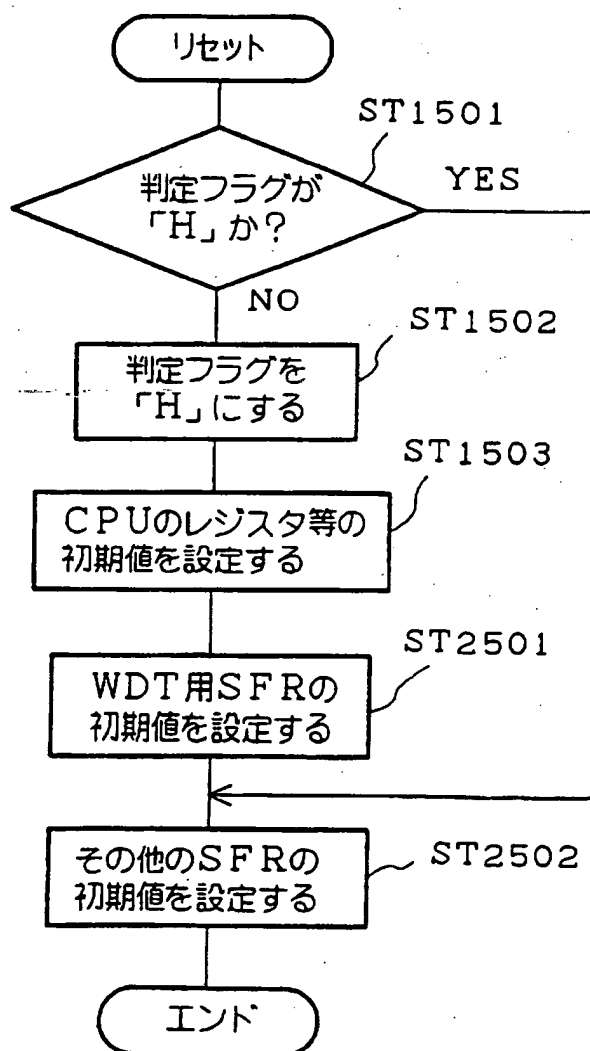 リセット
ST1501
判定フラグが
「H」か?
YES
NO
ST1502
判定フラグを
「H」にする
ST1503
CPUのレジスタ等の
初期値を設定する
ST2501
WDT用SFRの
初期値を設定する
その他のSFRの
初期値を設定する
ST2502
エンド